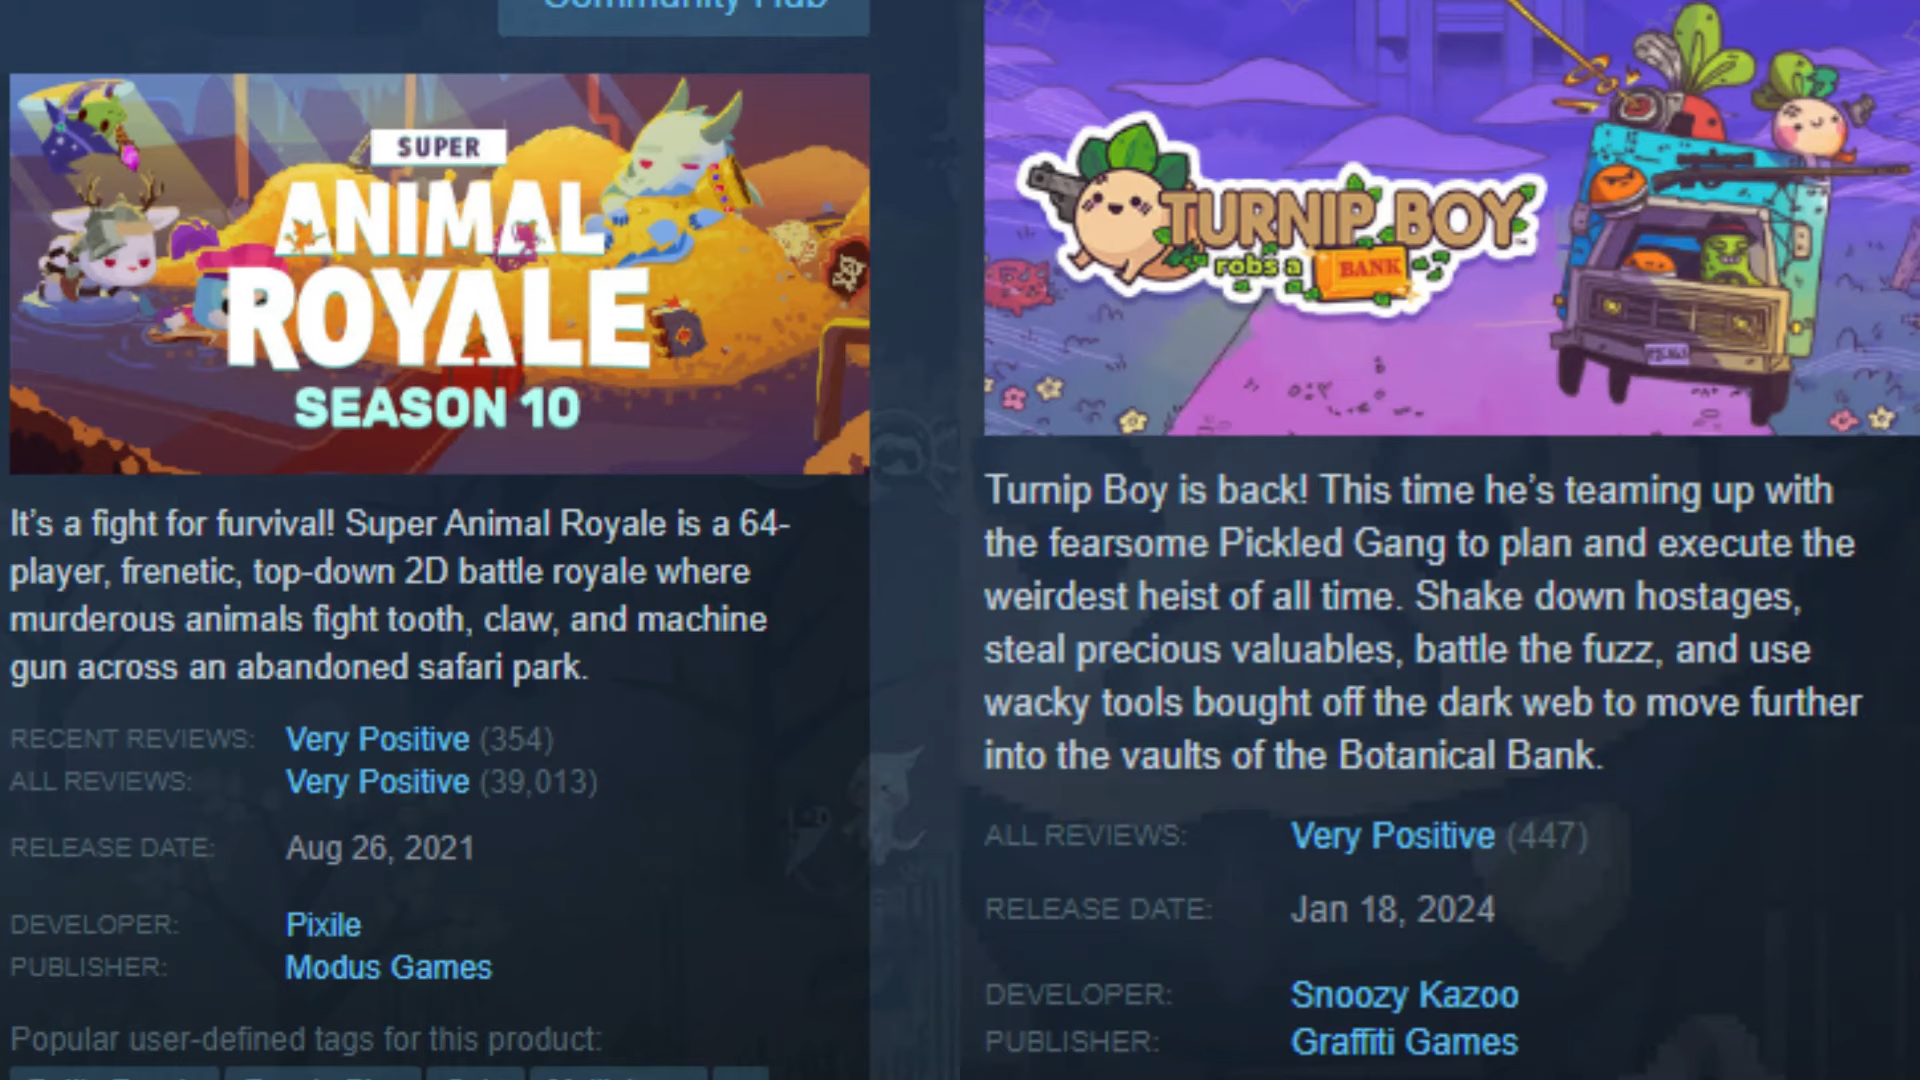 Community Hub
SUPER
ANIMAL
ROYALE
SEASON 10
It's a fight for furvival! Super Animal Royale is a 64-
player, frenetic, top-down 2D battle royale where
murderous animals fight tooth, claw, and machine
gun across an abandoned safari park.
RECENT REVIEWS: Very Positive (354)
ALL REVIEWS: Very Positive (39,013)
RELEASE DATE: Aug 26, 2021
DEVELOPER: Pixile
PUBLISHER: Modus Games
Popular user-defined tags for this product:
TURNIP BOY
robs a BANK
Turnip Boy is back! This time he's teaming up with
the fearsome Pickled Gang to plan and execute the
weirdest heist of all time. Shake down hostages,
steal precious valuables, battle the fuzz, and use
wacky tools bought off the dark web to move further
into the vaults of the Botanical Bank.
ALL REVIEWS: Very Positive (447)
RELEASE DATE: Jan 18, 2024
DEVELOPER: Snoozy Kazoo
PUBLISHER: Graffiti Games